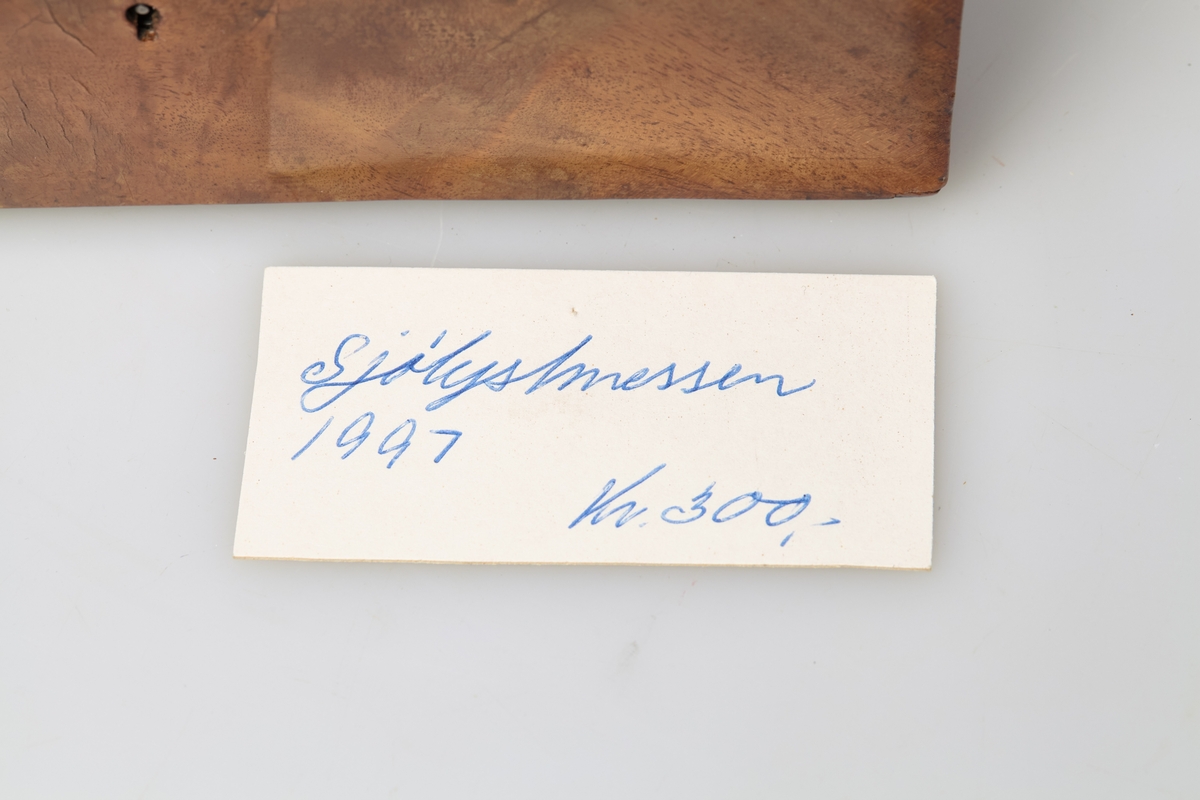 Sjølystmessen
1997
Kr. 300,-